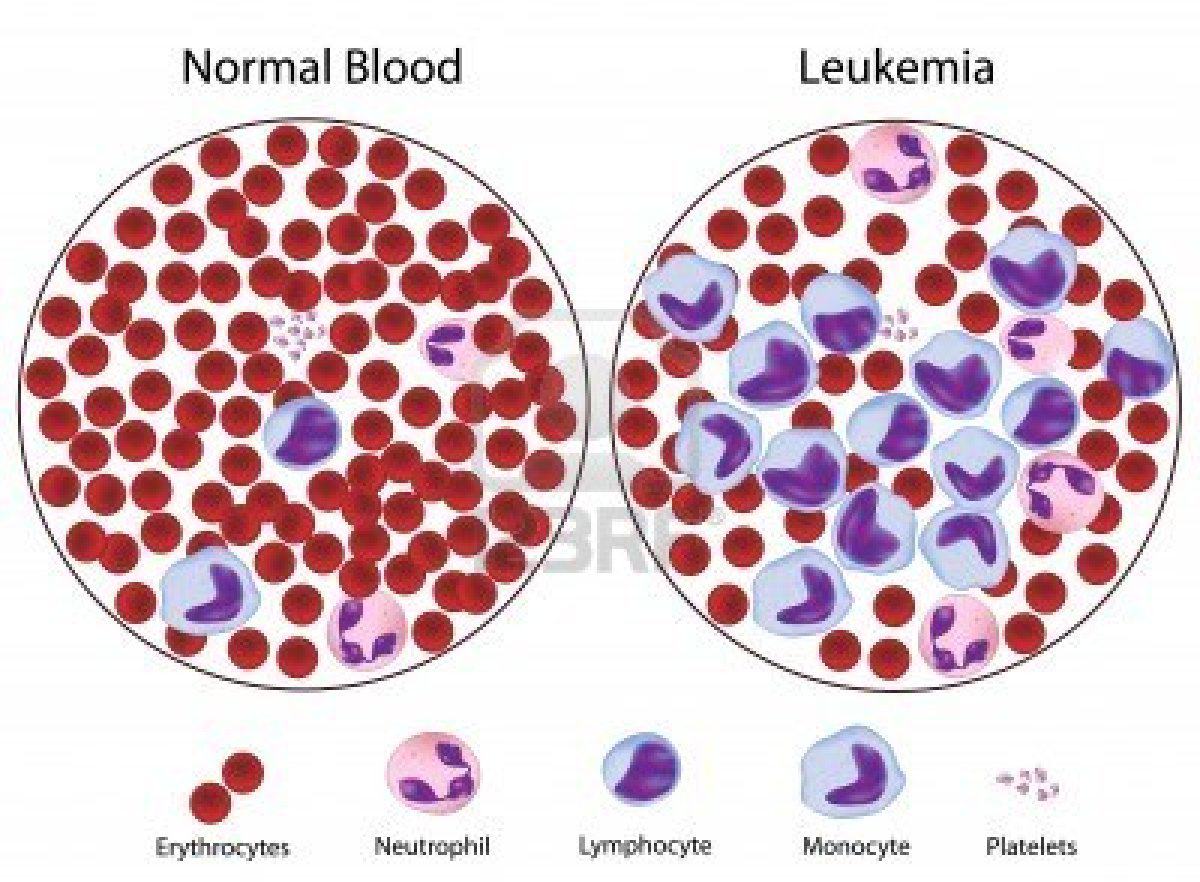 Normal Blood
Leukemia
Erythrocytes
Neutrophil
Lymphocyte
Monocyte
Platelets